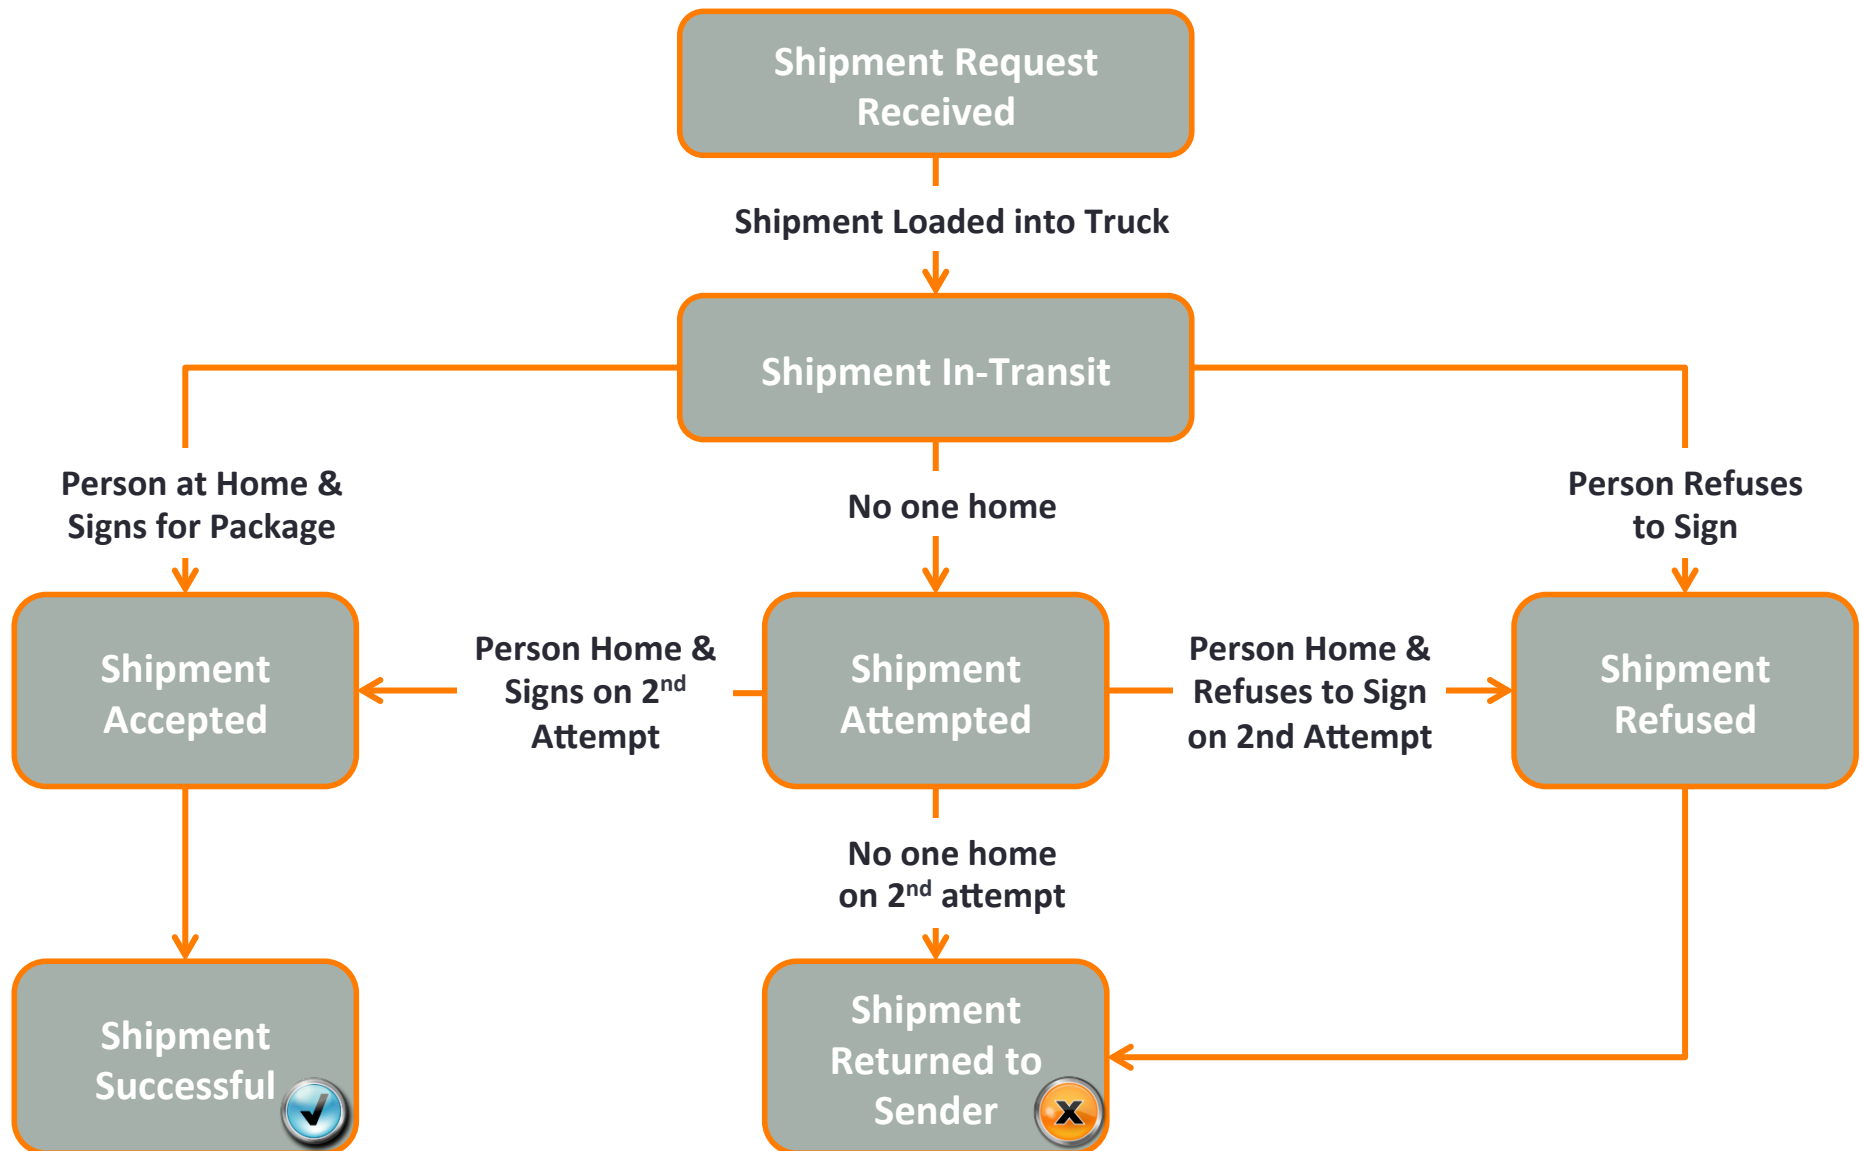 Shipment Request
Received
Shipment Loaded into Truck
Shipment In-Transit
Person at Home &
Signs for Package
No one home
Person Refuses
to Sign
Shipment
Accepted
Person Home &
Signs on 2nd
Attempt
Shipment
Attempted
Person Home &
Refuses to Sign
on 2nd Attempt
Shipment
Refused
No one home
on 2nd attempt
Shipment
Successful
Shipment
Returned to
Sender
X